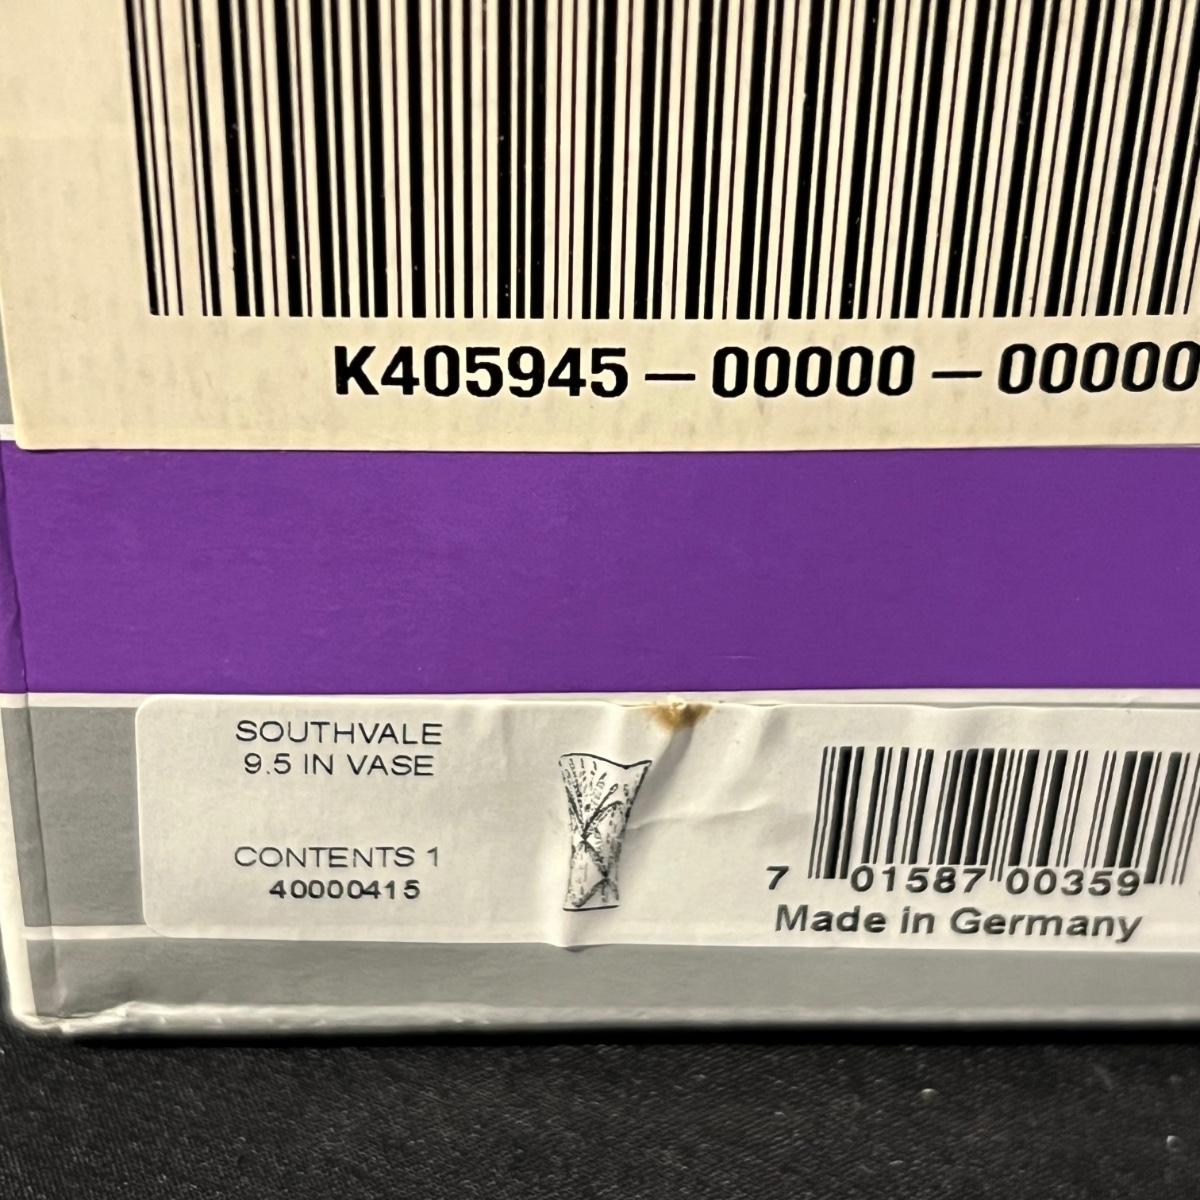 K405945-00000-00000
SOUTHVALE
9.5 IN VASE
CONTENTS 1
40000415
7 01587 00359
Made in Germany